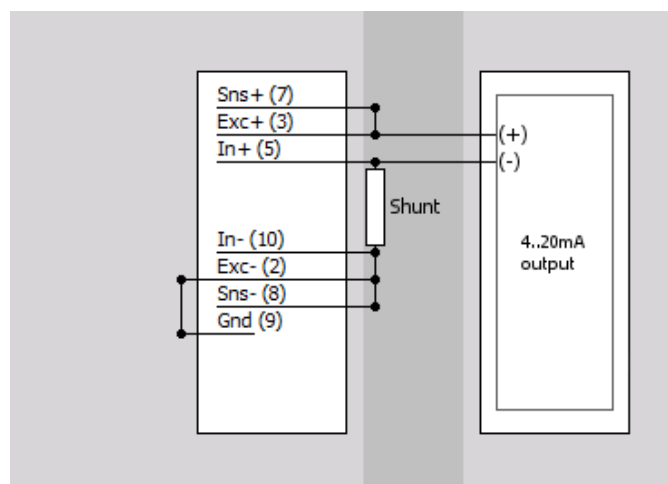 Sns+ (7)
Exc+ (3)
In+ (5)
(+)
(-)
Shunt
In- (10)
Exc- (2)
Sns- (8)
Gnd (9)
4..20mA
output